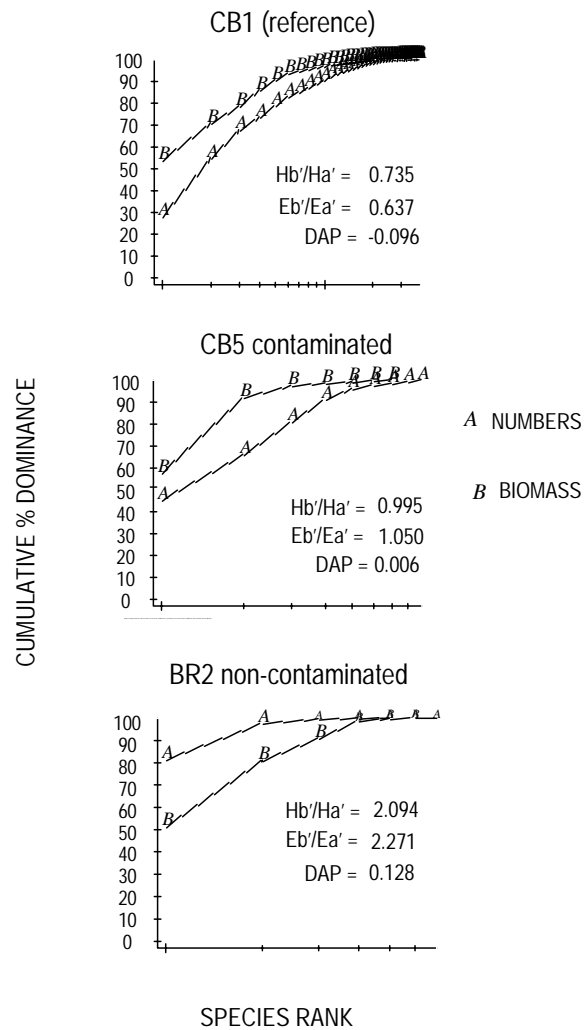 CB1 (reference)
100
90
80
70
60
50
40
30
20
10
0
B B B B B B B B B B
A A A A A A A A A A
Hb′/Ha′ = 0.735
Eb′/Ea′ = 0.637
DAP = -0.096
CB5 contaminated
100
90
80
70
60
50
40
30
20
10
0
B B B B B B B
A A A A A A A A A
Hb′/Ha′ = 0.995
Eb′/Ea′ = 1.050
DAP = 0.006
A NUMBERS
B BIOMASS
CUMULATIVE % DOMINANCE
BR2 non-contaminated
100
90
80
70
60
50
40
30
20
10
0
A A A A
B B B
Hb′/Ha′ = 2.094
Eb′/Ea′ = 2.271
DAP = 0.128
SPECIES RANK